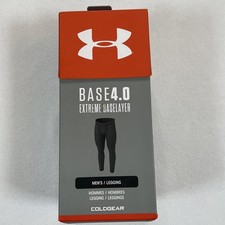 BASE4.0
EXTREME BASELAYER
MEN'S / LEGGING
HOMMES / HOMBRES
LEGGING / LEGGINGS
COLDGEAR